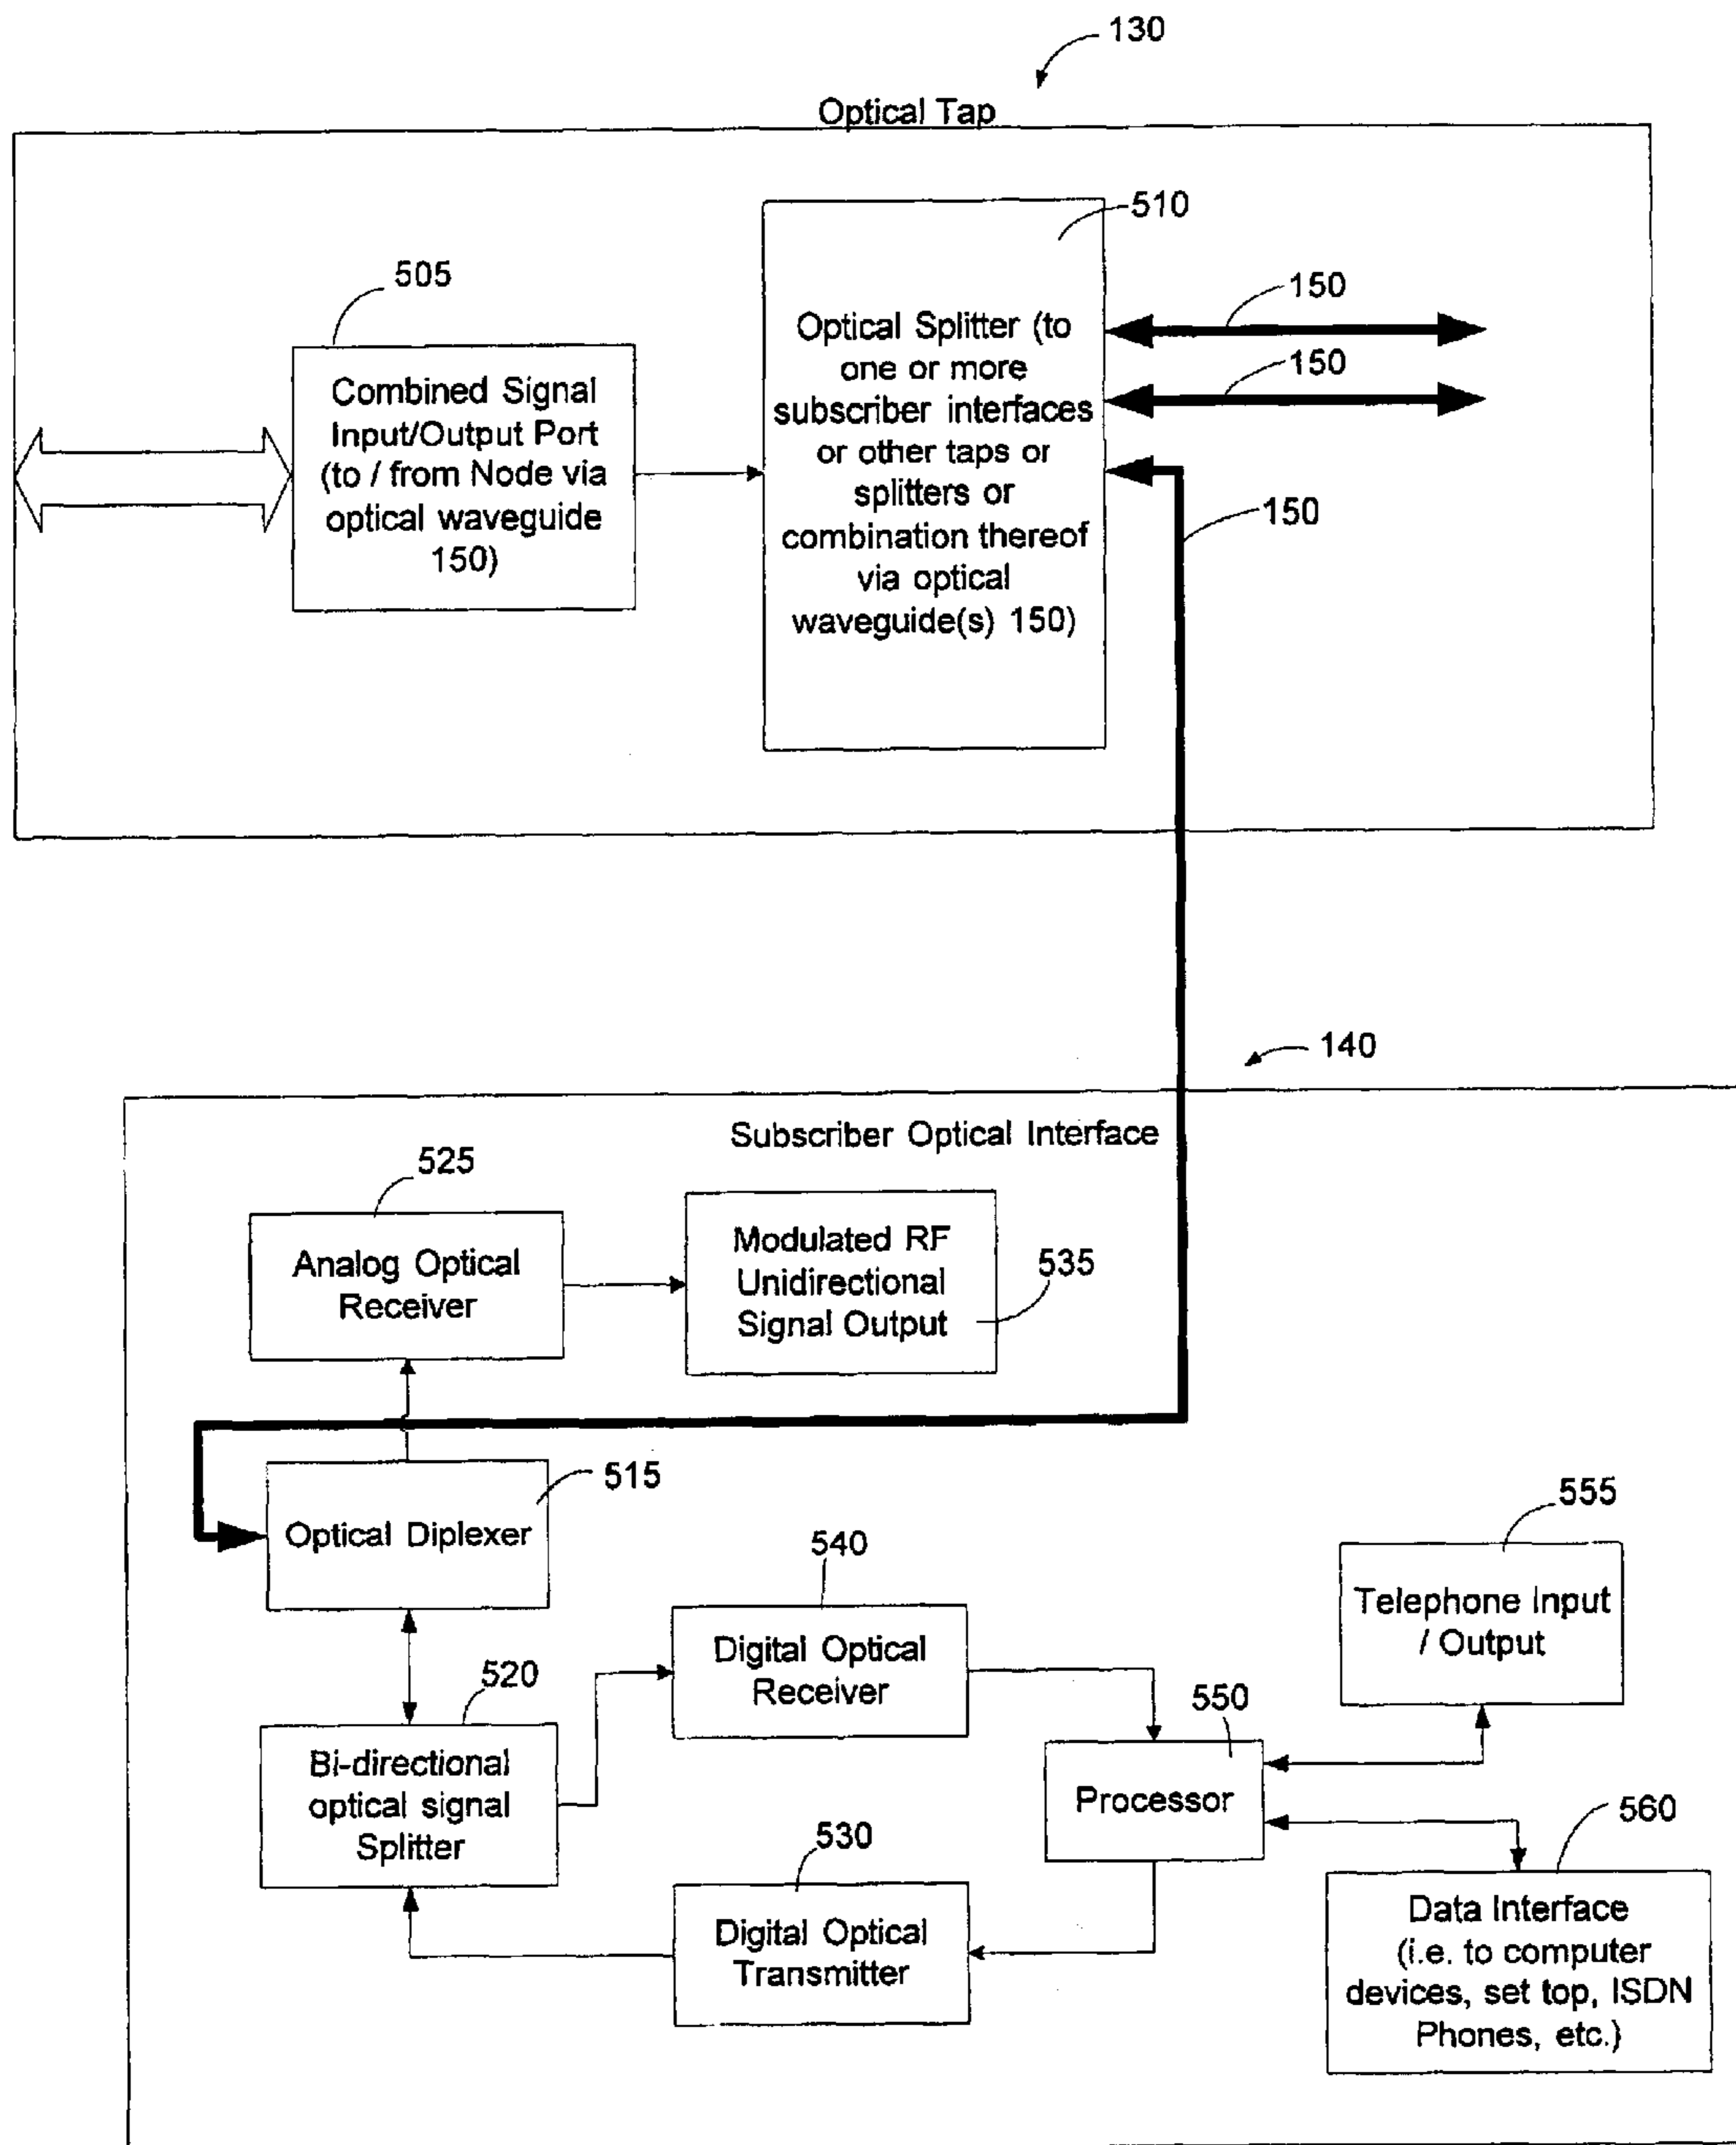 130
Optical Tap
510
505
150
150
Combined Signal
Input/Output Port
(to / from Node via
optical waveguide
150)
Optical Splitter (to
one or more
subscriber interfaces
or other taps or
splitters or
combination thereof
via optical
waveguide(s) 150)
150
140
Subscriber Optical Interface
525
Analog Optical
Receiver
Modulated RF
Unidirectional
Signal Output
535
515
Optical Diplexer
555
Telephone Input
/ Output
540
Digital Optical
Receiver
520
Bi-directional
optical signal
Splitter
550
Processor
530
Digital Optical
Transmitter
560
Data Interface
(i.e. to computer
devices, set top, ISDN
Phones, etc.)